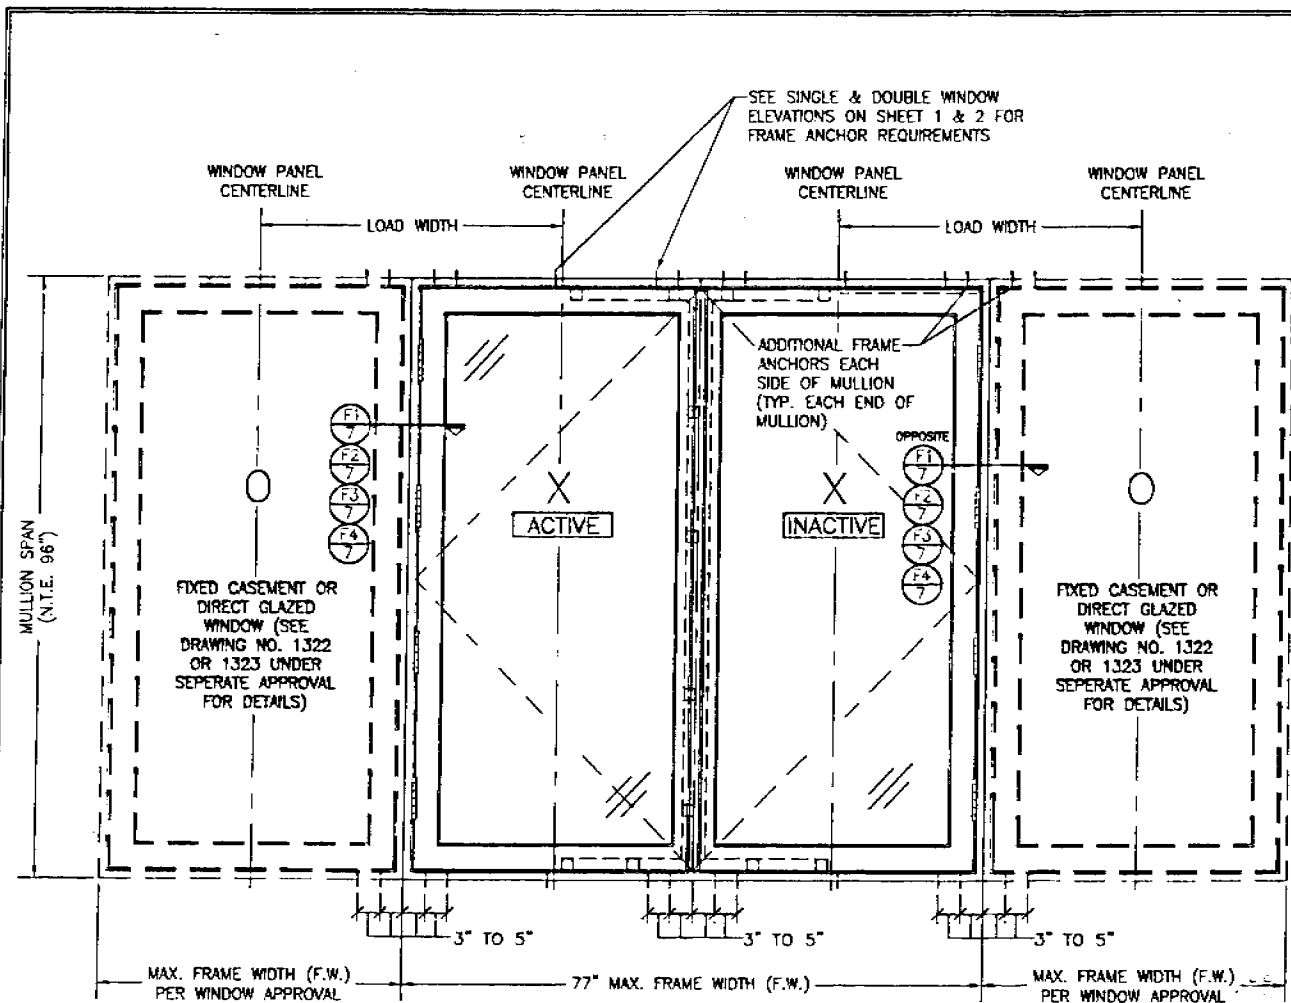 SEE SINGLE & DOUBLE WINDOW
ELEVATIONS ON SHEET 1 & 2 FOR
FRAME ANCHOR REQUIREMENTS
WINDOW PANEL
CENTERLINE
WINDOW PANEL
CENTERLINE
WINDOW PANEL
CENTERLINE
WINDOW PANEL
CENTERLINE
LOAD WIDTH
LOAD WIDTH
MULLION SPAN
(N.T.E. 96")
ADDITIONAL FRAME
ANCHORS EACH
SIDE OF MULLION
(TYP. EACH END OF
MULLION)
F1
7
F2
7
F3
7
F4
7
OPPOSITE
F1
7
F2
7
F3
7
F4
7
O
X
ACTIVE
X
INACTIVE
O
FIXED CASEMENT OR
DIRECT GLAZED
WINDOW (SEE
DRAWING NO. 1322
OR 1323 UNDER
SEPERATE APPROVAL
FOR DETAILS)
FIXED CASEMENT OR
DIRECT GLAZED
WINDOW (SEE
DRAWING NO. 1322
OR 1323 UNDER
SEPERATE APPROVAL
FOR DETAILS)
3" TO 5"
3" TO 5"
3" TO 5"
MAX. FRAME WIDTH (F.W.)
PER WINDOW APPROVAL
77" MAX. FRAME WIDTH (F.W.)
MAX. FRAME WIDTH (F.W.)
PER WINDOW APPROVAL